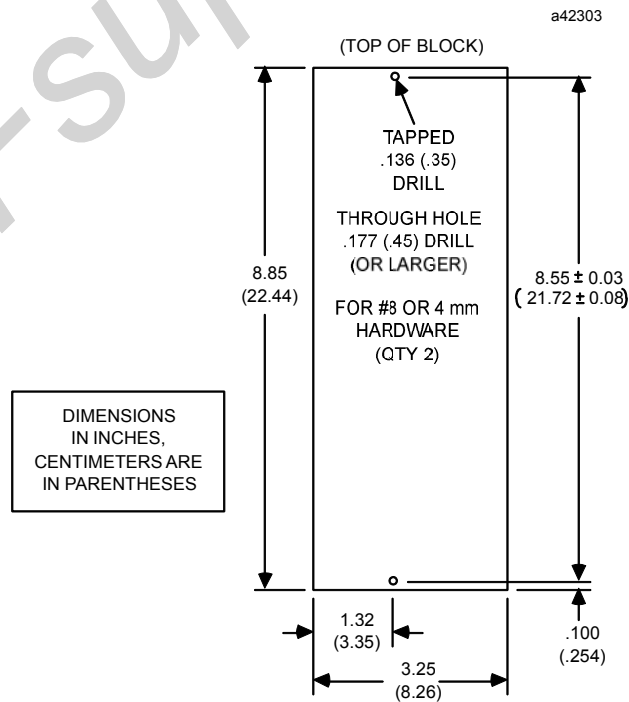 a42303
(TOP OF BLOCK)
TAPPED
.136 (.35)
DRILL
THROUGH HOLE
.177 (.45) DRILL
(OR LARGER)
FOR #8 OR 4 mm
HARDWARE
(QTY 2)
8.85
(22.44)
8.55 ± 0.03
( 21.72 ± 0.08)
DIMENSIONS
IN INCHES,
CENTIMETERS ARE
IN PARENTHESES
1.32
(3.35)
.100
(.254)
3.25
(8.26)